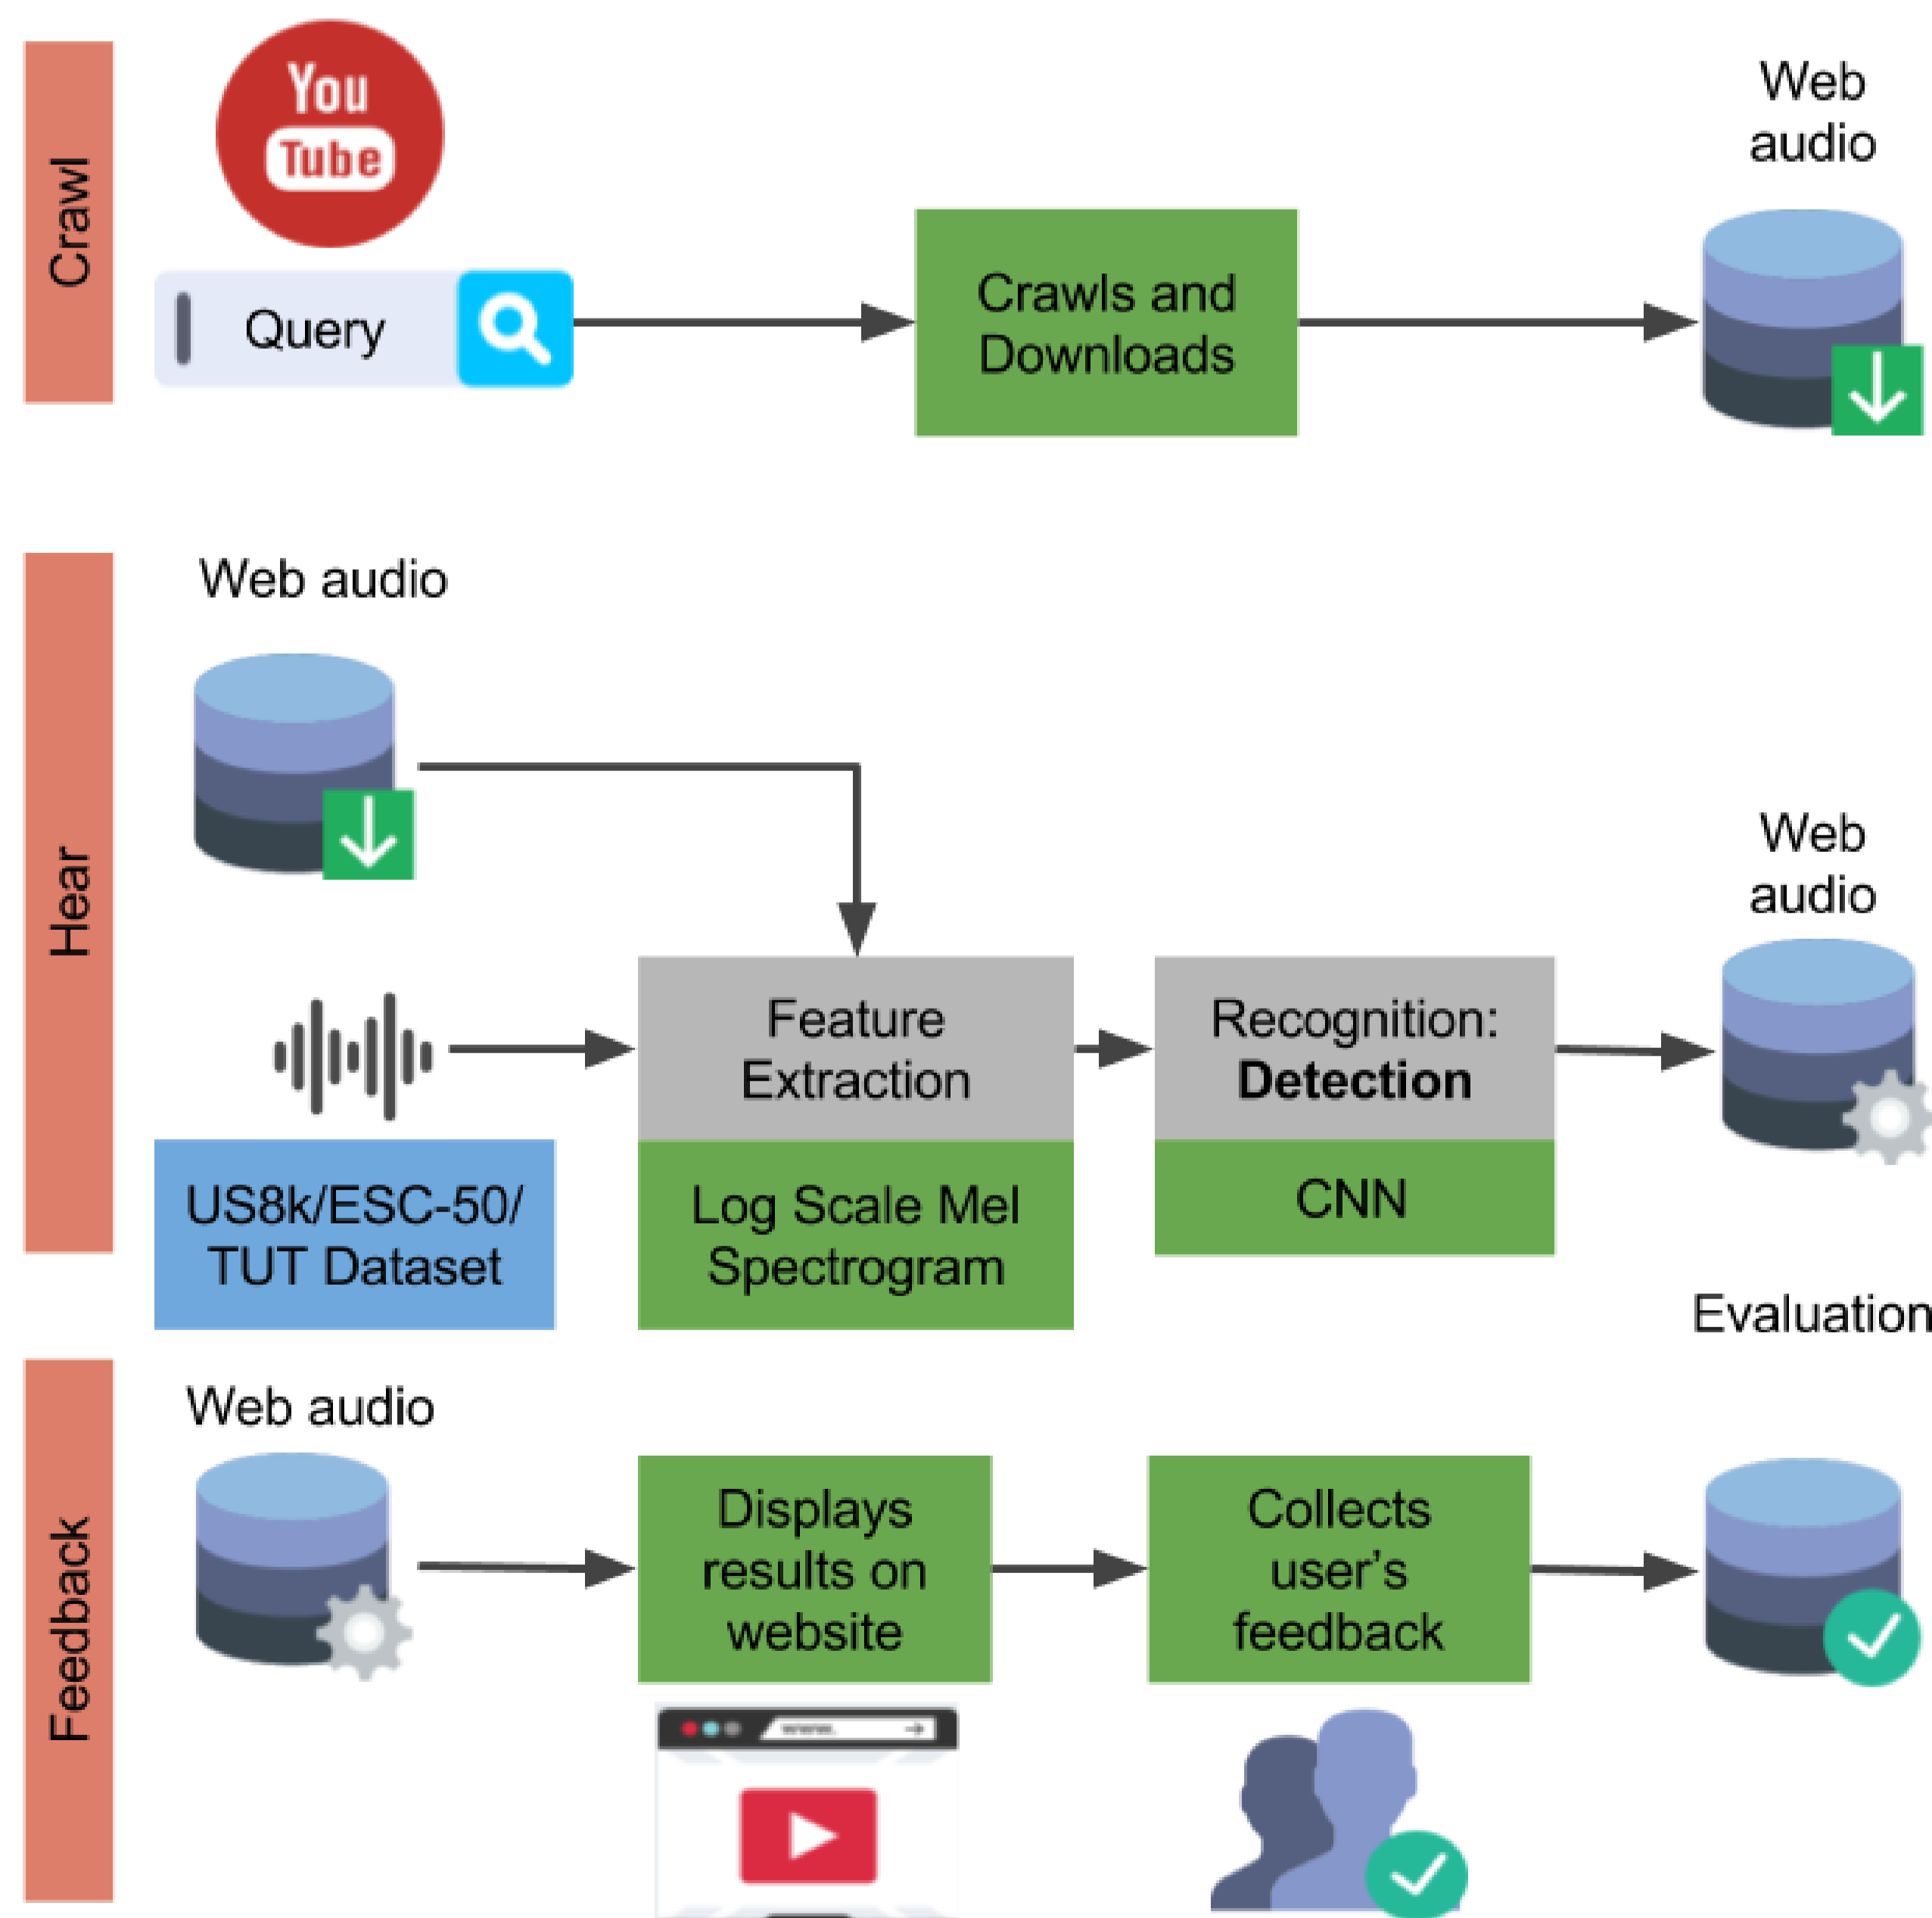 Crawl
You
Tube
Query
Crawls and
Downloads
Web
audio
Hear
Web audio
Feature
Extraction
Recognition:
Detection
Web
audio
US8k/ESC-50/
TUT Dataset
Log Scale Mel
Spectrogram
CNN
Evaluation
Feedback
Web audio
Displays
results on
website
Collects
user’s
feedback
www.